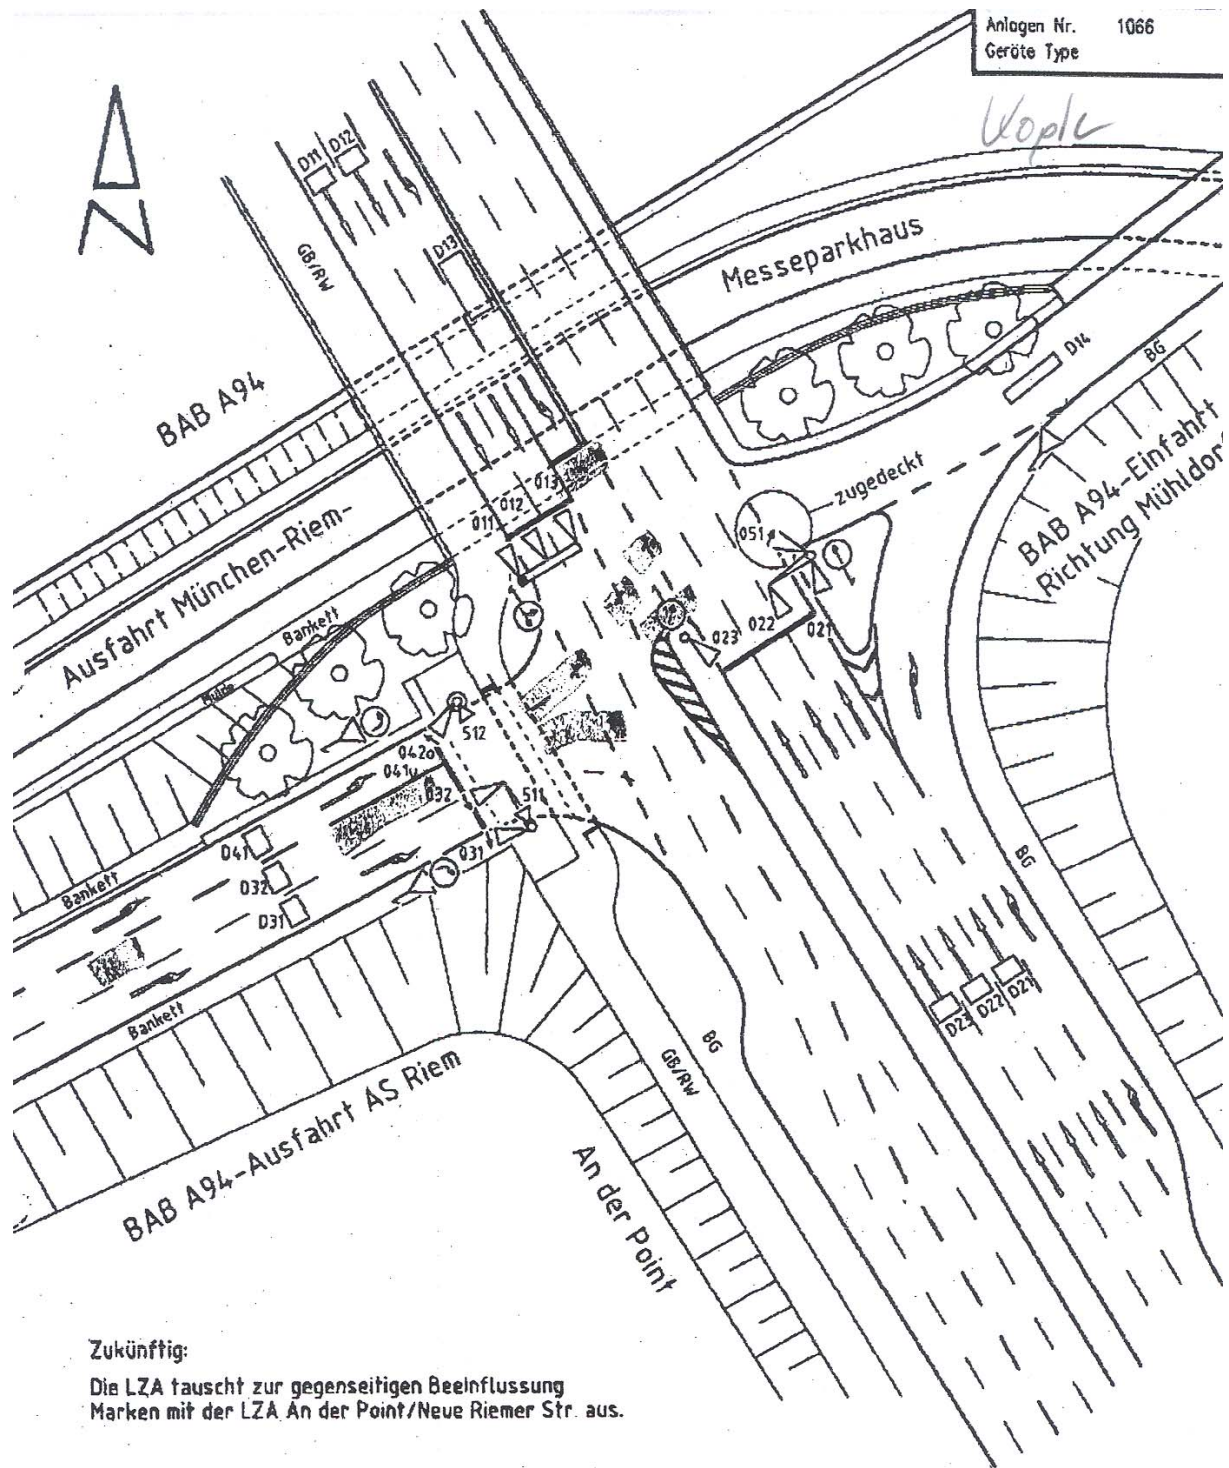 Anlagen Nr. 1066
Geräte Type
Kopie
D11
D12
GB/RW
D13
Messeparkhaus
D14
BG
BAB A94
BAB A94-Einfahrt
Richtung Mühldorf
zugedeckt
013
012
011
051
Ausfahrt München-Riem-
Bankett
022
021
023
Mulde
512
042o
041u
032
511
031
D41
D32
D31
Bankett
BG
Bankett
D21
D22
D23
BG
GB/RW
BAB A94-Ausfahrt AS Riem
An der Point
Zukünftig:
Die LZA tauscht zur gegenseitigen Beeinflussung
Marken mit der LZA An der Point/Neue Riemer Str. aus.